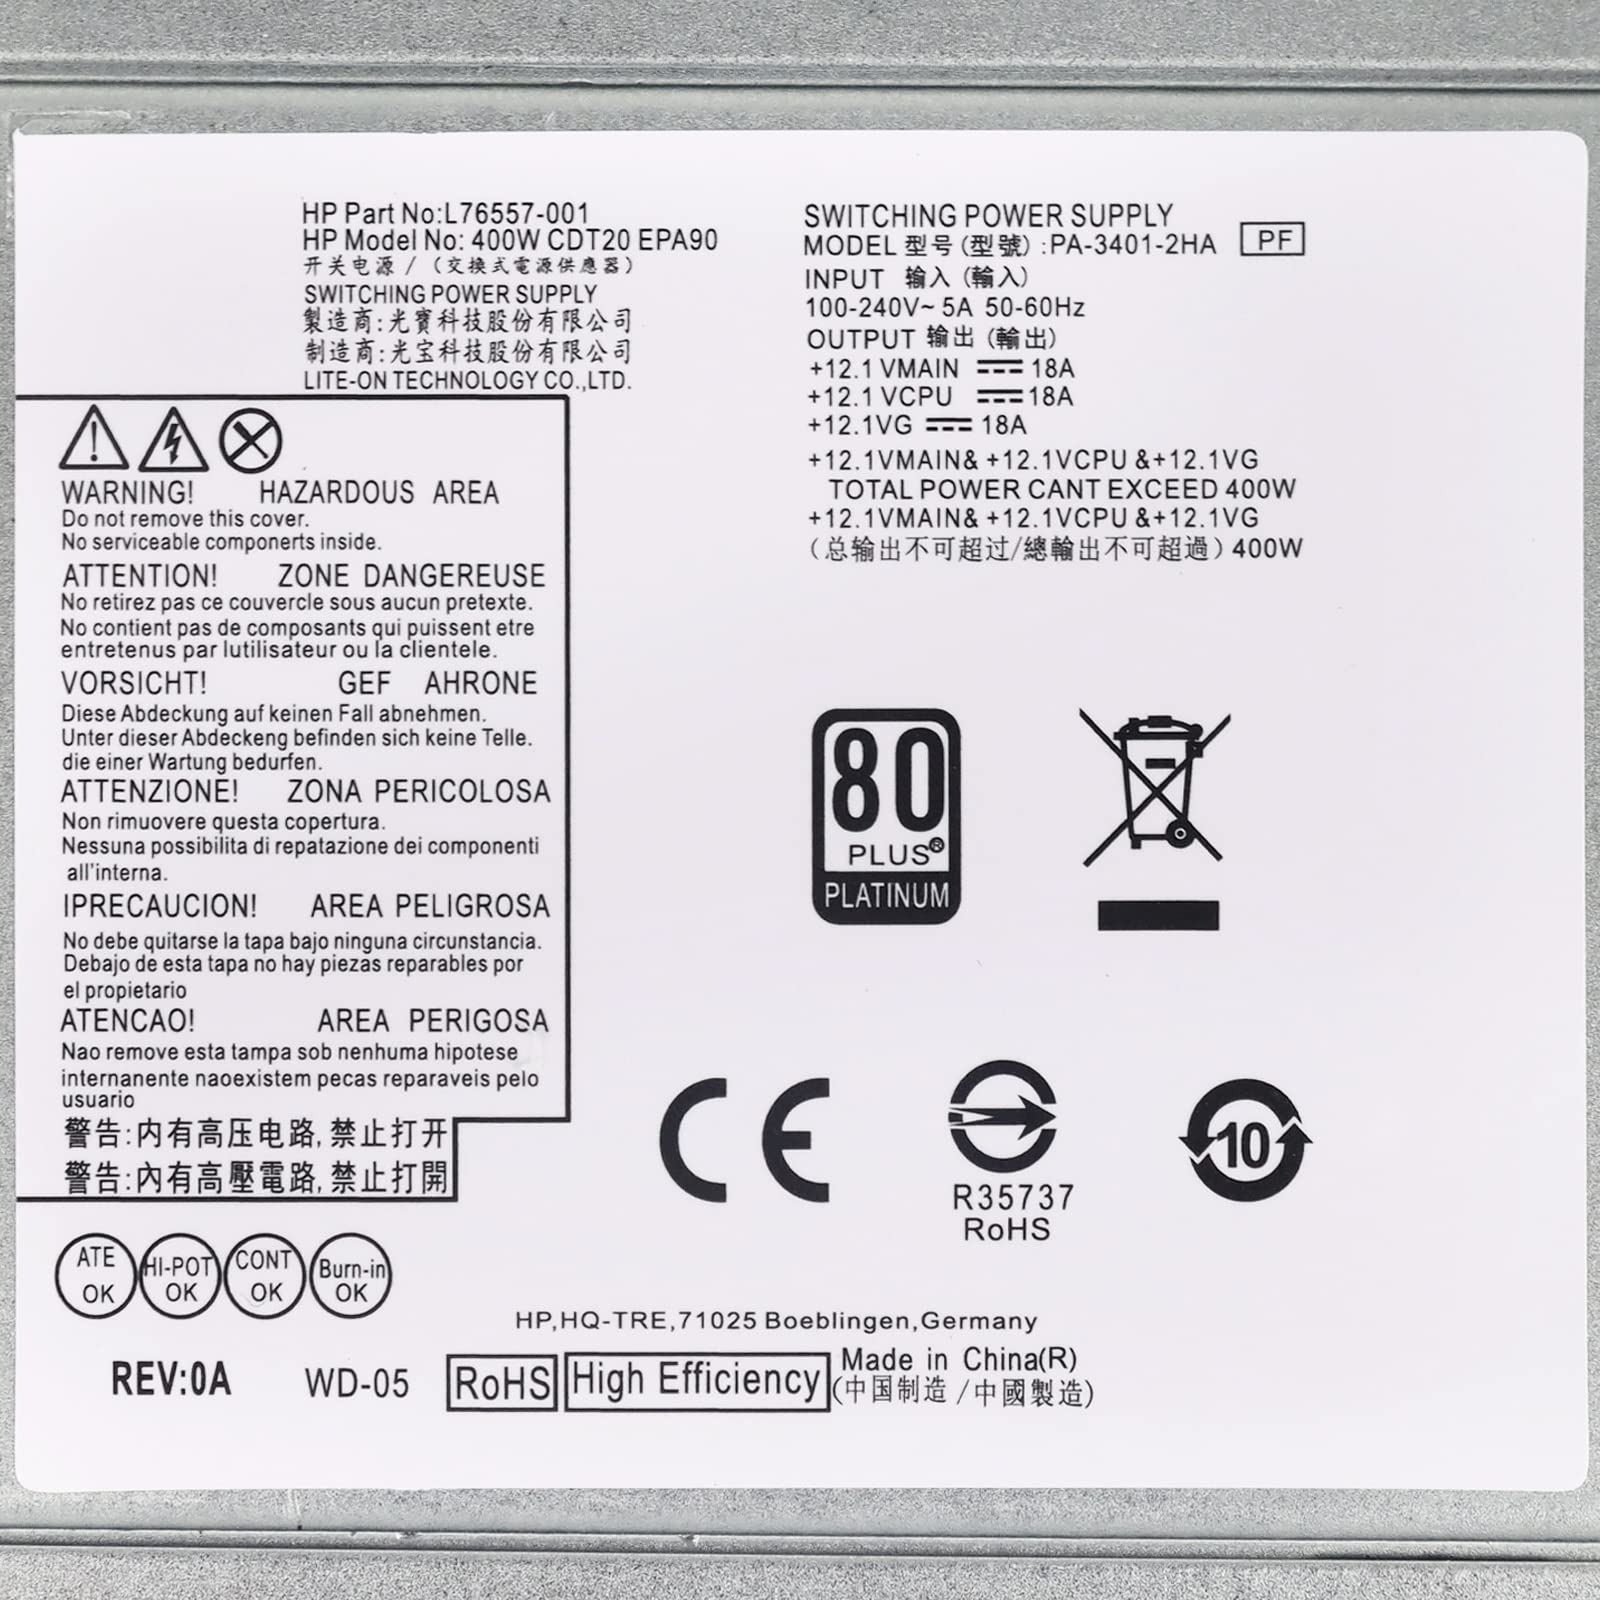 HP Part No:L76557-001
HP Model No: 400W CDT20 EPA90
开关电源 / （交換式電源供應器）
SWITCHING POWER SUPPLY
製造商:光寶科技股份有限公司
制造商:光宝科技股份有限公司
LITE-ON TECHNOLOGY CO.,LTD.
SWITCHING POWER SUPPLY
MODEL 型号 (型號) :PA-3401-2HA PF
INPUT 输入 (輸入)
100-240V~ 5A 50-60Hz
OUTPUT 输出 (輸出)
+12.1 VMAIN 18A
+12.1 VCPU 18A
+12.1VG 18A
+12.1VMAIN& +12.1VCPU &+12.1VG
TOTAL POWER CANT EXCEED 400W
+12.1VMAIN& +12.1VCPU &+12.1VG
（总输出不可超过/總輸出不可超過）400W
WARNING! HAZARDOUS AREA
Do not remove this cover.
No serviceable componerts inside.
ATTENTION! ZONE DANGEREUSE
No retirez pas ce couvercle sous aucun pretexte.
No contient pas de composants qui puissent etre
entretenus par lutilisateur ou la clientele.
VORSICHT! GEF AHRONE
Diese Abdeckung auf keinen Fall abnehmen.
Unter dieser Abdeckeng befinden sich keine Telle.
die einer Wartung bedurfen.
ATTENZIONE! ZONA PERICOLOSA
Non rimuovere questa copertura.
Nessuna possibilita di repatazione dei componenti
all'interna.
IPRECAUCION! AREA PELIGROSA
No debe quitarse la tapa bajo ninguna circunstancia.
Debajo de esta tapa no hay piezas reparables por
el propietario
ATENCAO! AREA PERIGOSA
Nao remove esta tampa sob nenhuma hipotese
internanente naoexistem pecas reparaveis pelo
usuario
警告:内有高压电路,禁止打开
警告:內有高壓電路,禁止打開
80
PLUS®
PLATINUM
CE
R35737
RoHS
10
ATE OK
HI-POT OK
CONT OK
Burn-in OK
HP,HQ-TRE,71025 Boeblingen,Germany
REV:0A WD-05 RoHS High Efficiency
Made in China(R)
(中国制造 /中國製造)